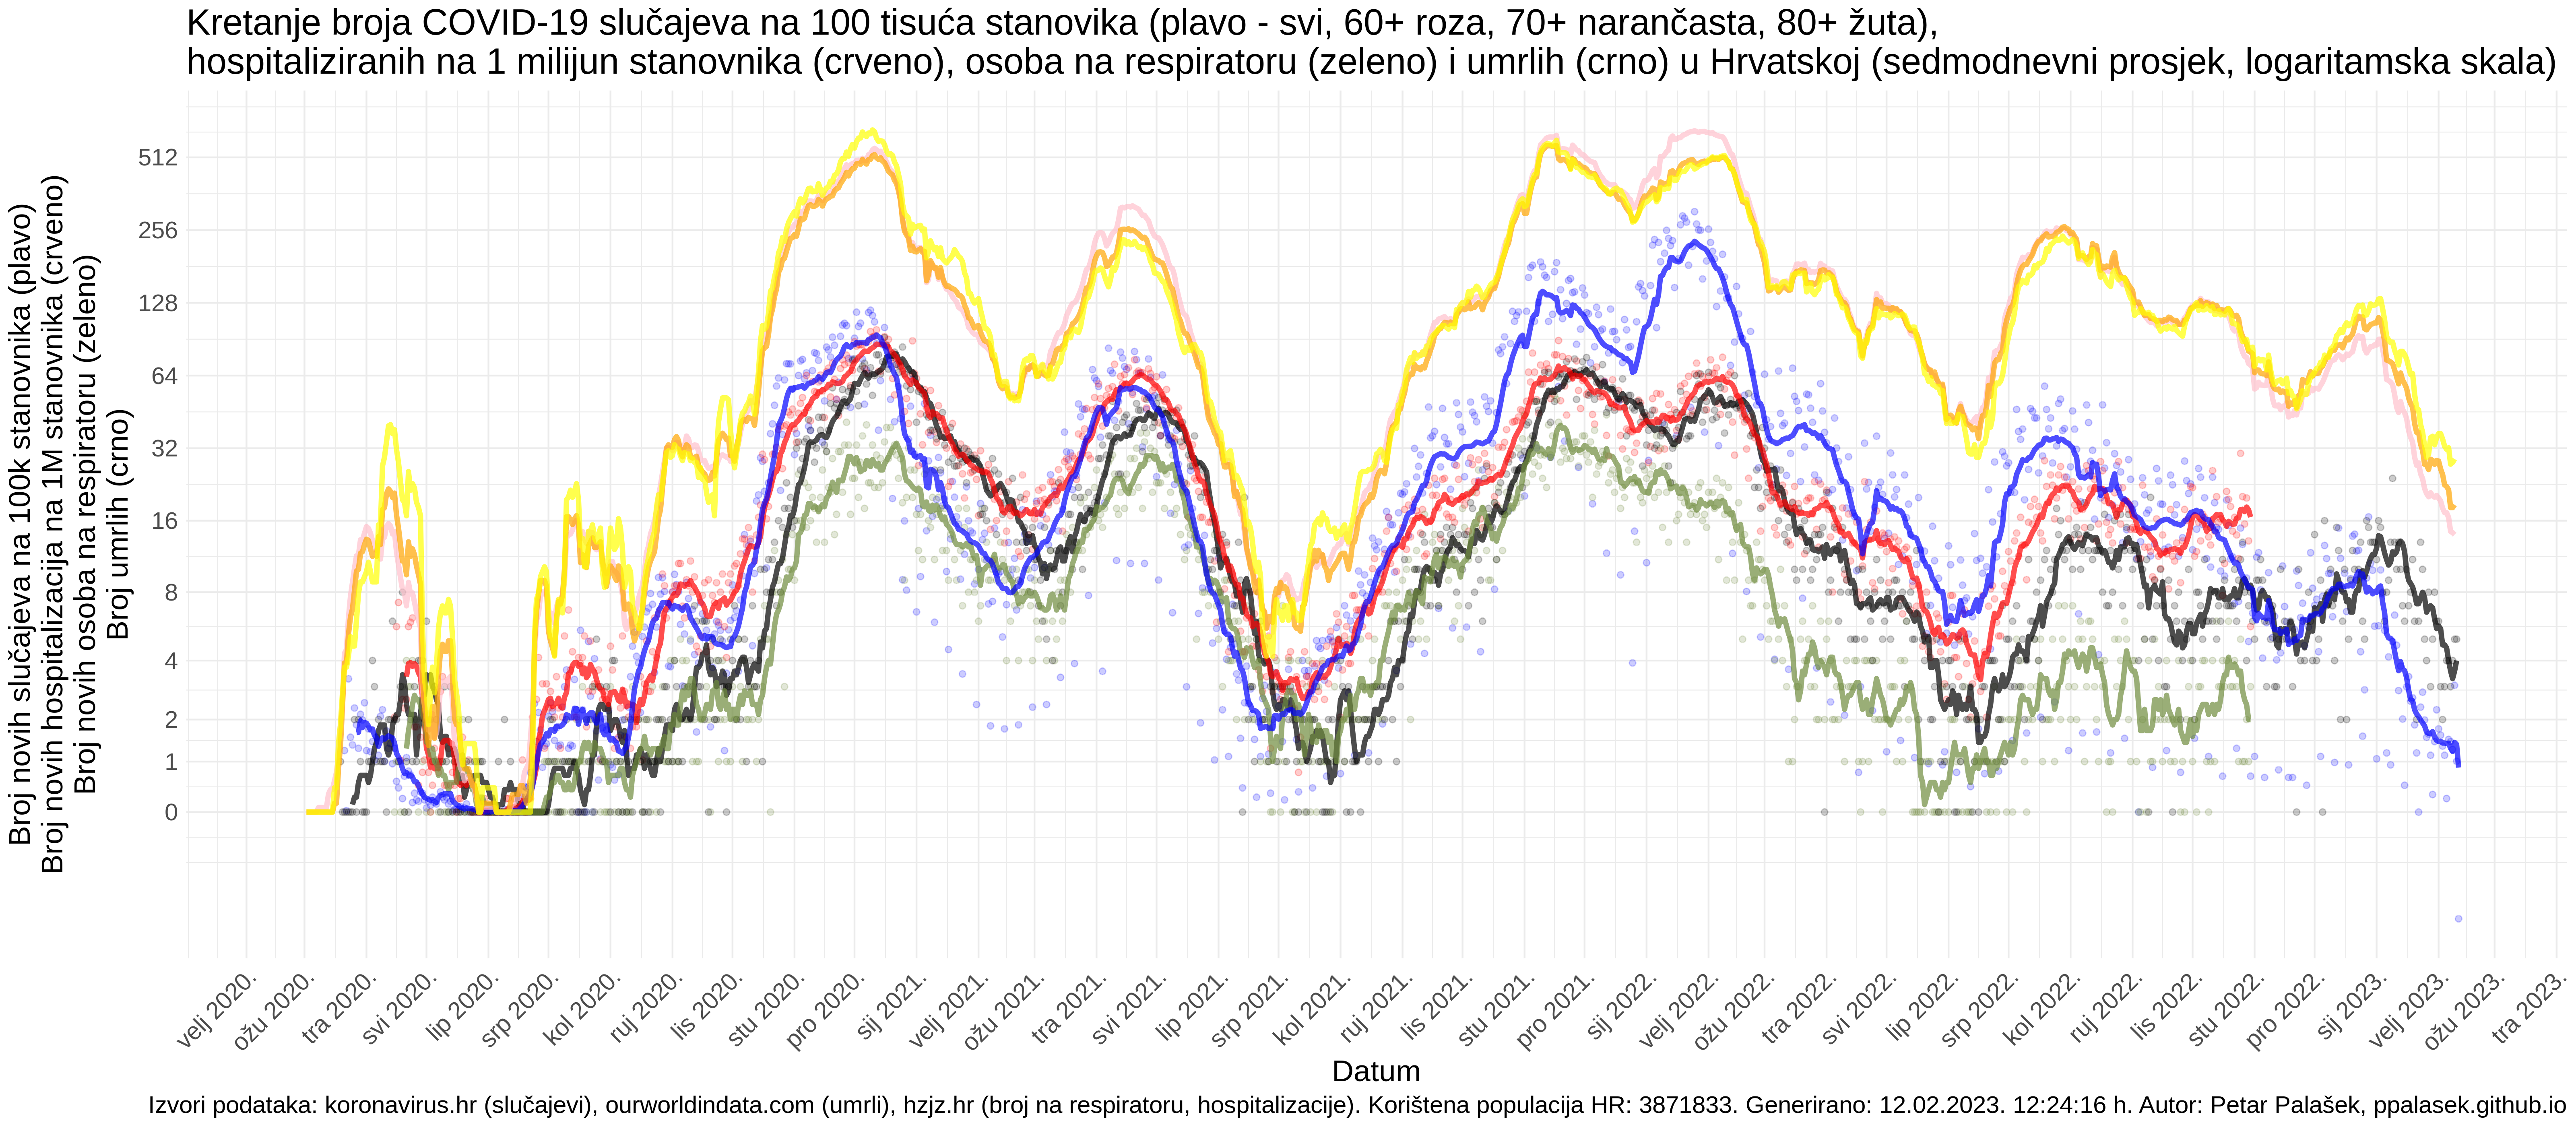 Kretanje broja COVID-19 slučajeva na 100 tisuća stanovika (plavo - svi, 60+ roza, 70+ narančasta, 80+ žuta),
hospitaliziranih na 1 milijun stanovnika (crveno), osoba na respiratoru (zeleno) i umrlih (crno) u Hrvatskoj (sedmodnevni prosjek, logaritamska skala)
Broj novih slučajeva na 100k stanovnika (plavo)
Broj novih hospitalizacija na 1M stanovnika (crveno)
Broj novih osoba na respiratoru (zeleno)
Broj umrlih (crno)
512
256
128
64
32
16
8
4
2
1
0
velj 2020.
ožu 2020.
tra 2020.
svi 2020.
lip 2020.
srp 2020.
kol 2020.
ruj 2020.
lis 2020.
stu 2020.
pro 2020.
sij 2021.
velj 2021.
ožu 2021.
tra 2021.
svi 2021.
lip 2021.
srp 2021.
kol 2021.
ruj 2021.
lis 2021.
stu 2021.
pro 2021.
sij 2022.
velj 2022.
ožu 2022.
tra 2022.
svi 2022.
lip 2022.
srp 2022.
kol 2022.
ruj 2022.
lis 2022.
stu 2022.
pro 2022.
sij 2023.
velj 2023.
ožu 2023.
tra 2023.
Datum
Izvori podataka: koronavirus.hr (slučajevi), ourworldindata.com (umrli), hzjz.hr (broj na respiratoru, hospitalizacije). Korištena populacija HR: 3871833. Generirano: 12.02.2023. 12:24:16 h. Autor: Petar Palašek, ppalasek.github.io